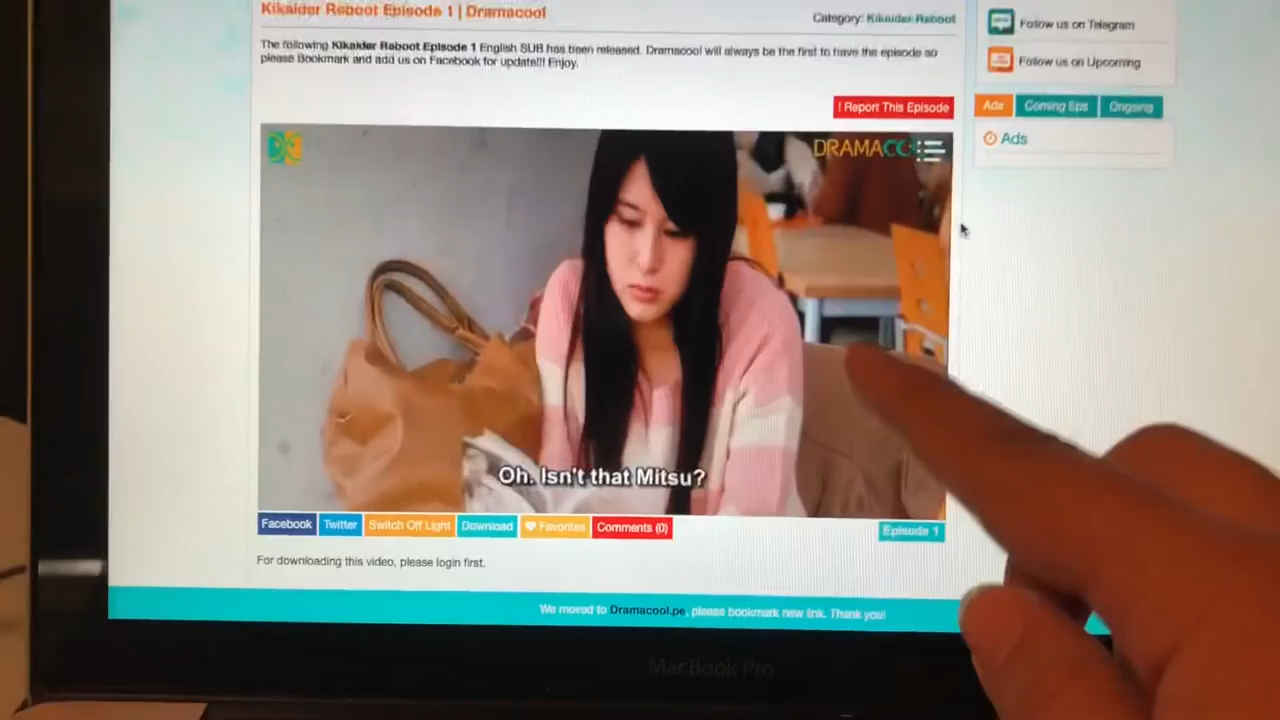 Kikaider Reboot Episode 1 | Dramacool
Category: Kikaider Reboot
The following Kikaider Reboot Episode 1 English SUB has been released. Dramacool will always be the first to have the episode so
please Bookmark and add us on Facebook for update!!! Enjoy.
! Report This Episode
Follow us on Telegram
Follow us on Upcoming
Ads Coming Eps Ongoing
Ads
DC
DRAMACO
Oh. Isn't that Mitsu?
Facebook Twitter Switch Off Light Download Favorites Comments (0)
Episode 1
For downloading this video, please login first.
We moved to Dramacool.pe, please bookmark new link. Thank you!
MacBook Pro